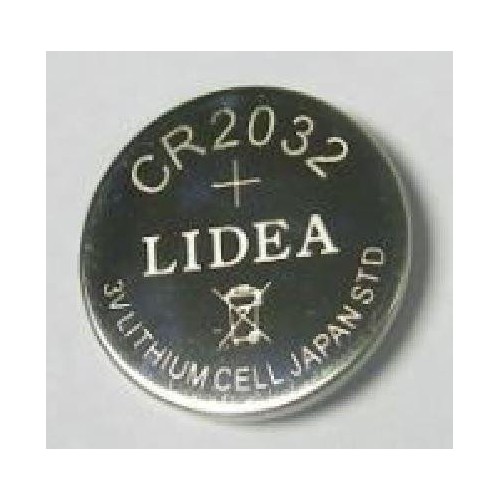 CR2032
+
LIDEA
3V LITHIUM CELL JAPAN STD